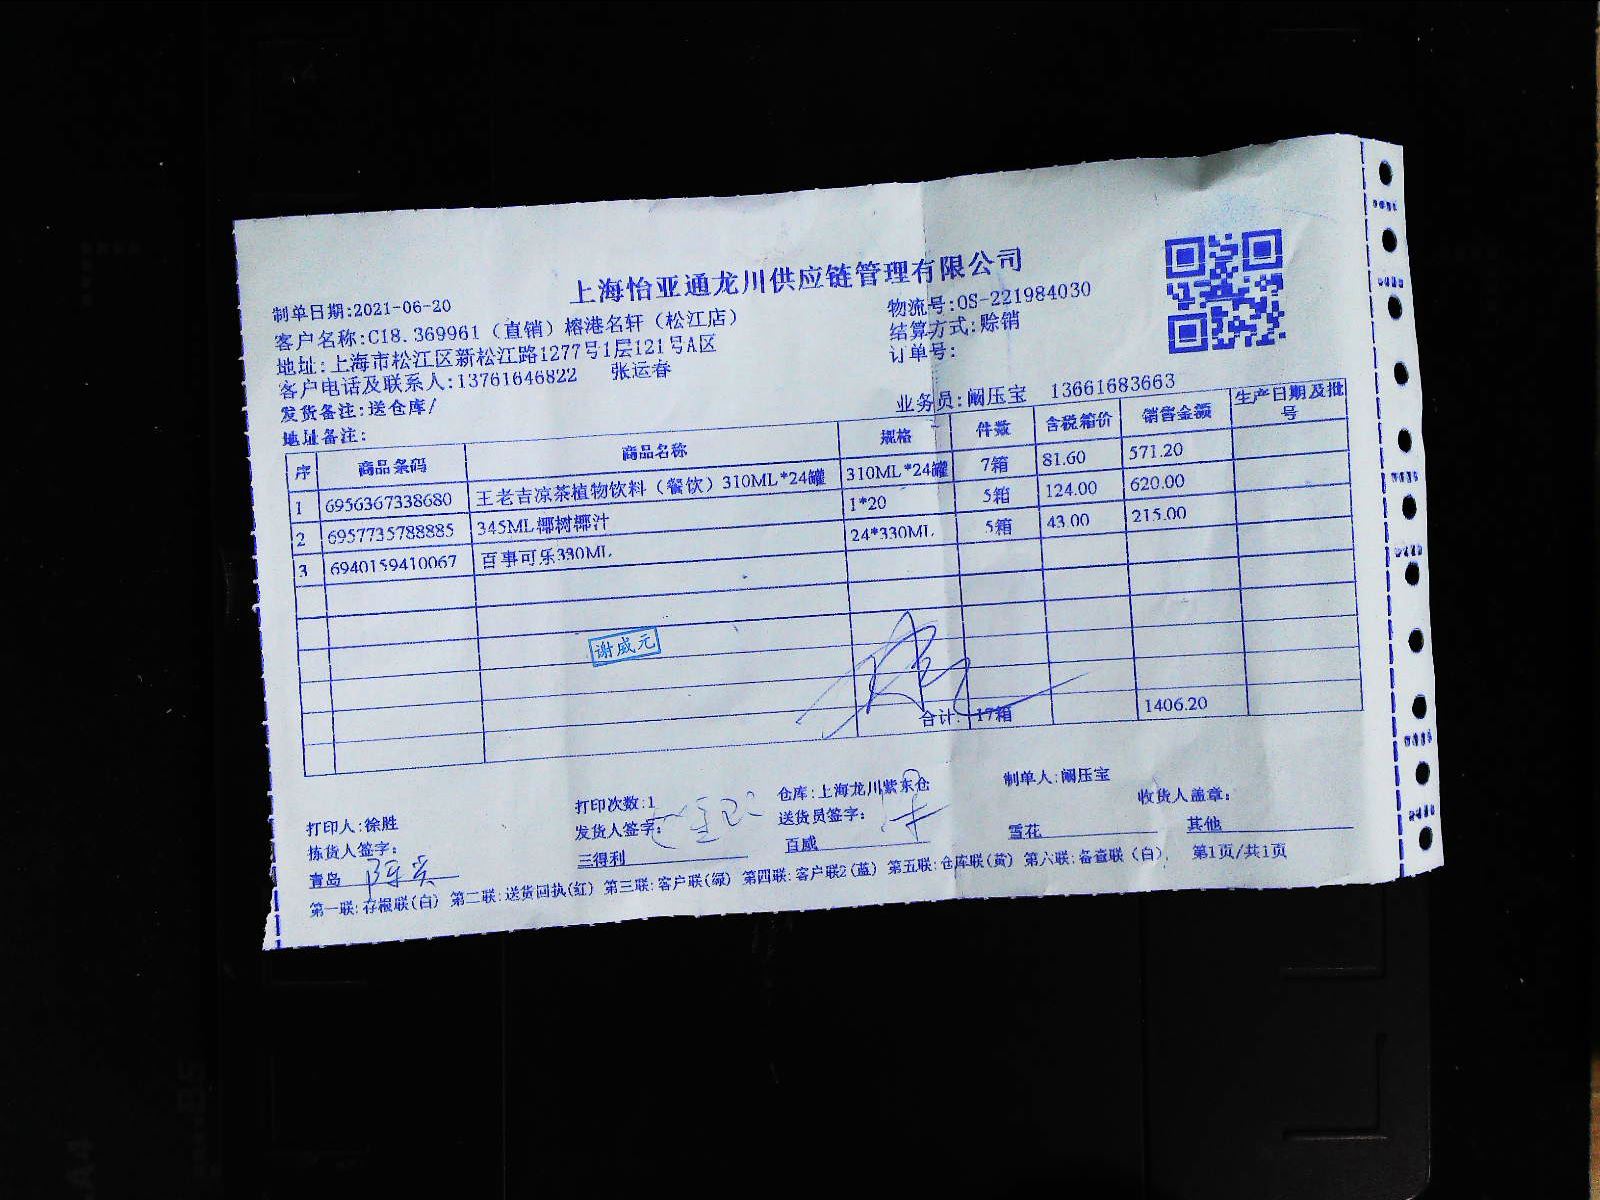 上海怡亚通龙川供应链管理有限公司
制单日期:2021-06-20
物流号:OS-221984030
客户名称:C18.369961（直销）榕港名轩（松江店）
结算方式:赊销
地址:上海市松江区新松江路1277号1层121号A区
订单号:
客户电话及联系人:13761646822 张运春
发货备注:送仓库/
业务员:阚压宝 13661683663
地址备注:
序 商品条码 商品名称 规格 件数 含税箱价 销售金额 生产日期及批号
1 6956367338680 王老吉凉茶植物饮料（餐饮）310ML*24罐 310ML*24罐 7箱 81.60 571.20
2 6957735788885 345ML椰树椰汁 1*20 5箱 124.00 620.00
3 6940159410067 百事可乐330ML 24*330ML 5箱 43.00 215.00
谢威元
合计: 17箱 1406.20
打印人:徐胜 打印次数:1 仓库:上海龙川紫东仓 制单人:阚压宝
拣货人签字: 发货人签字: 送货员签字: 收货人盖章:
青岛 三得利 百威 雪花 其他
第一联:存根联(白) 第二联:送货回执(红) 第三联:客户联(绿) 第四联:客户联2(蓝) 第五联:仓库联(黄) 第六联:备查联(白). 第1页/共1页